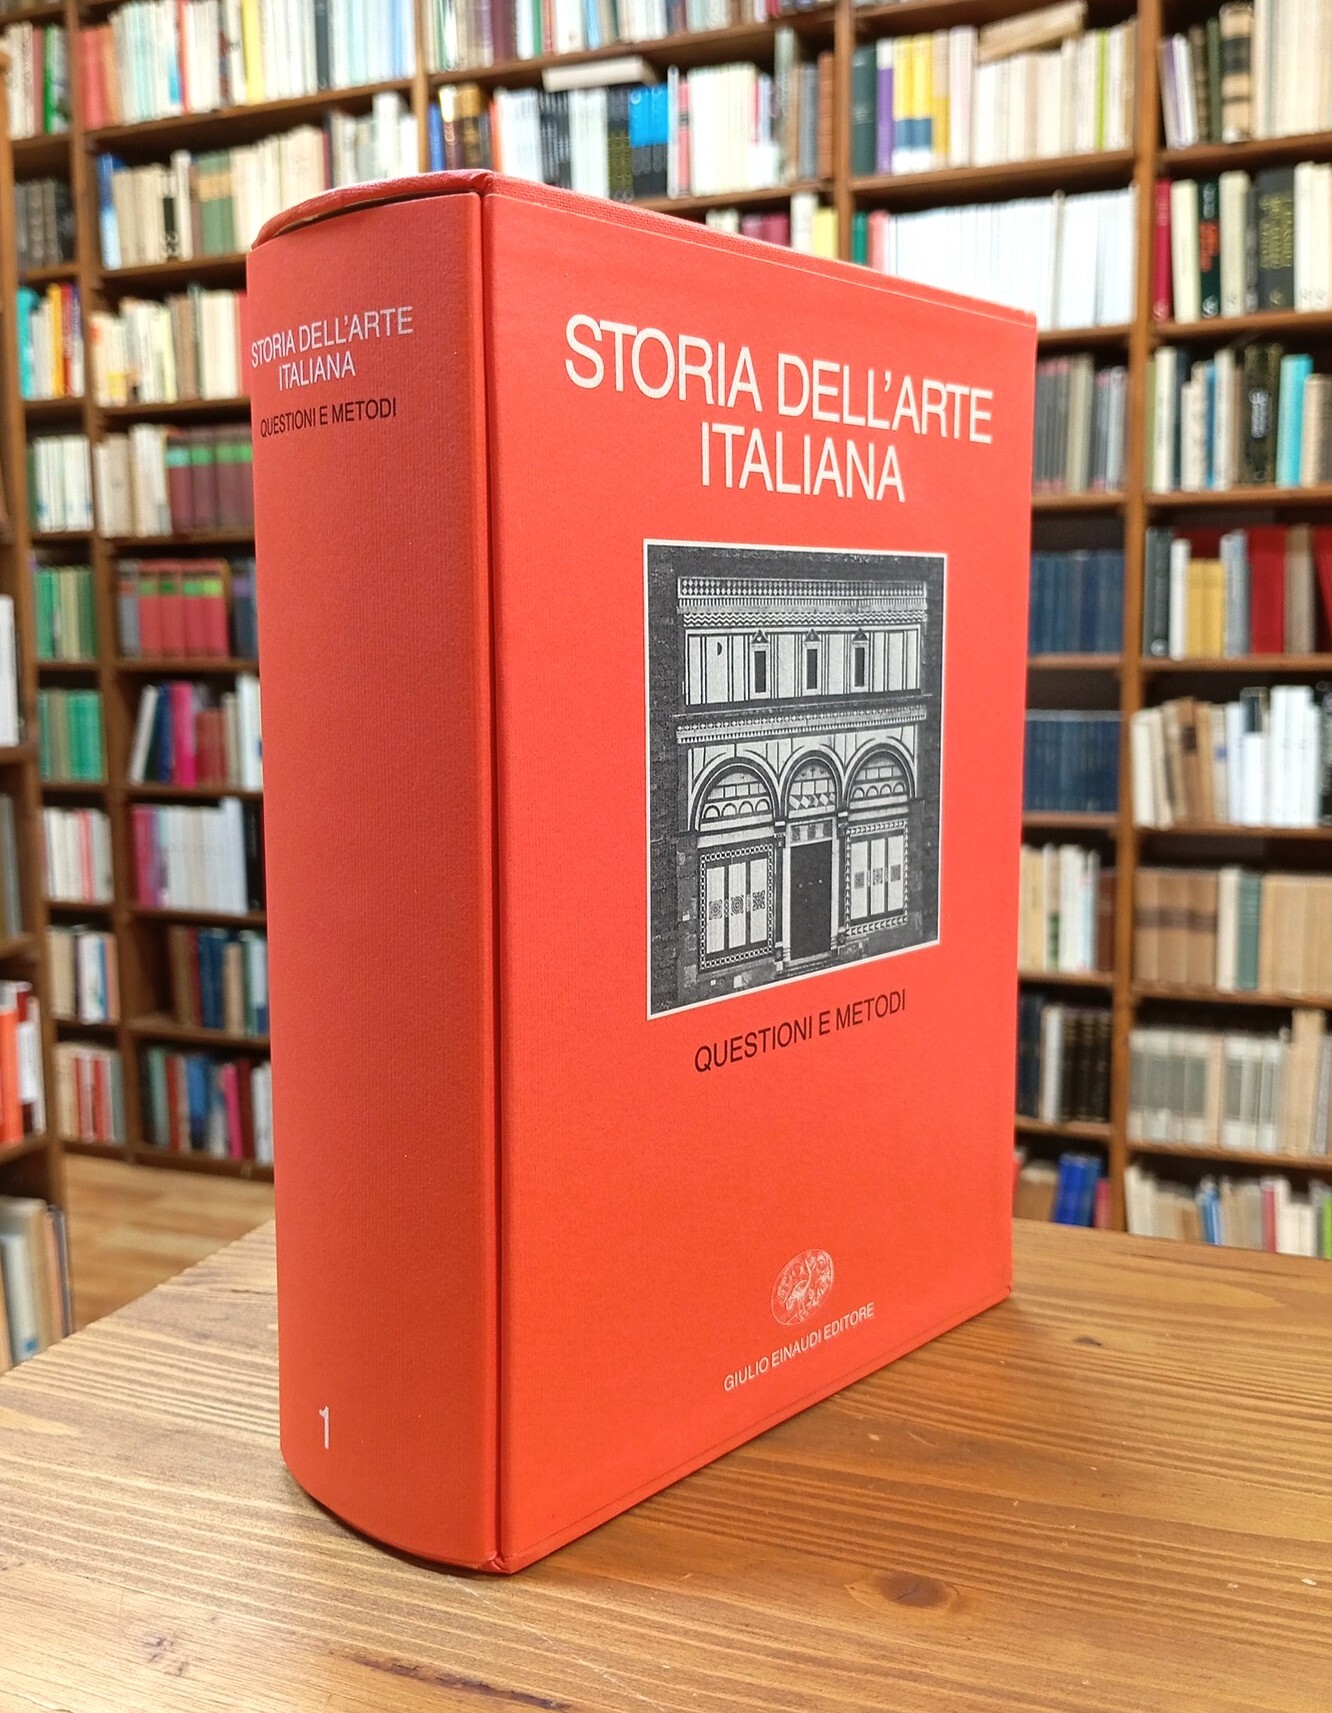 STORIA DELL'ARTE
ITALIANA
QUESTIONI E METODI
1
STORIA DELL'ARTE
ITALIANA
QUESTIONI E METODI
GIULIO EINAUDI EDITORE